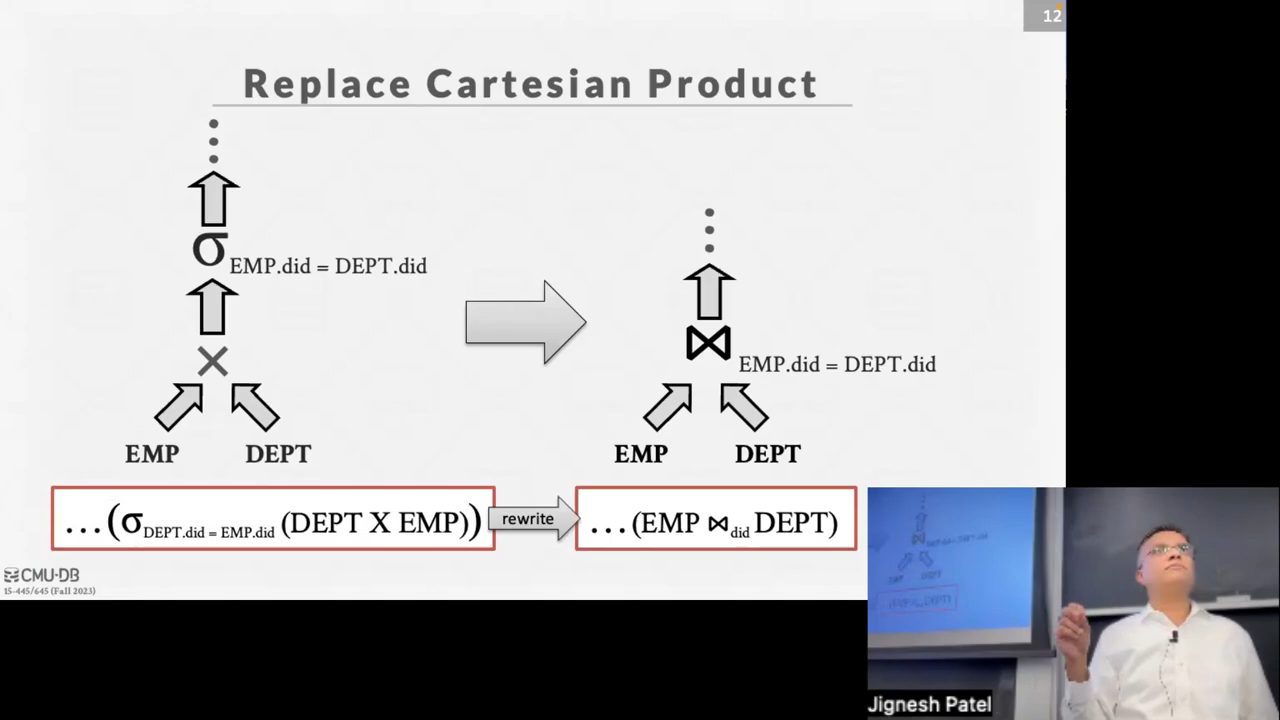 12
Replace Cartesian Product
σ EMP.did = DEPT.did
×
EMP DEPT
⋈ EMP.did = DEPT.did
EMP DEPT
...(σ DEPT.did = EMP.did (DEPT X EMP))
rewrite
...(EMP ⋈did DEPT)
CMU·DB
15-445/645 (Fall 2023)
Jignesh Patel